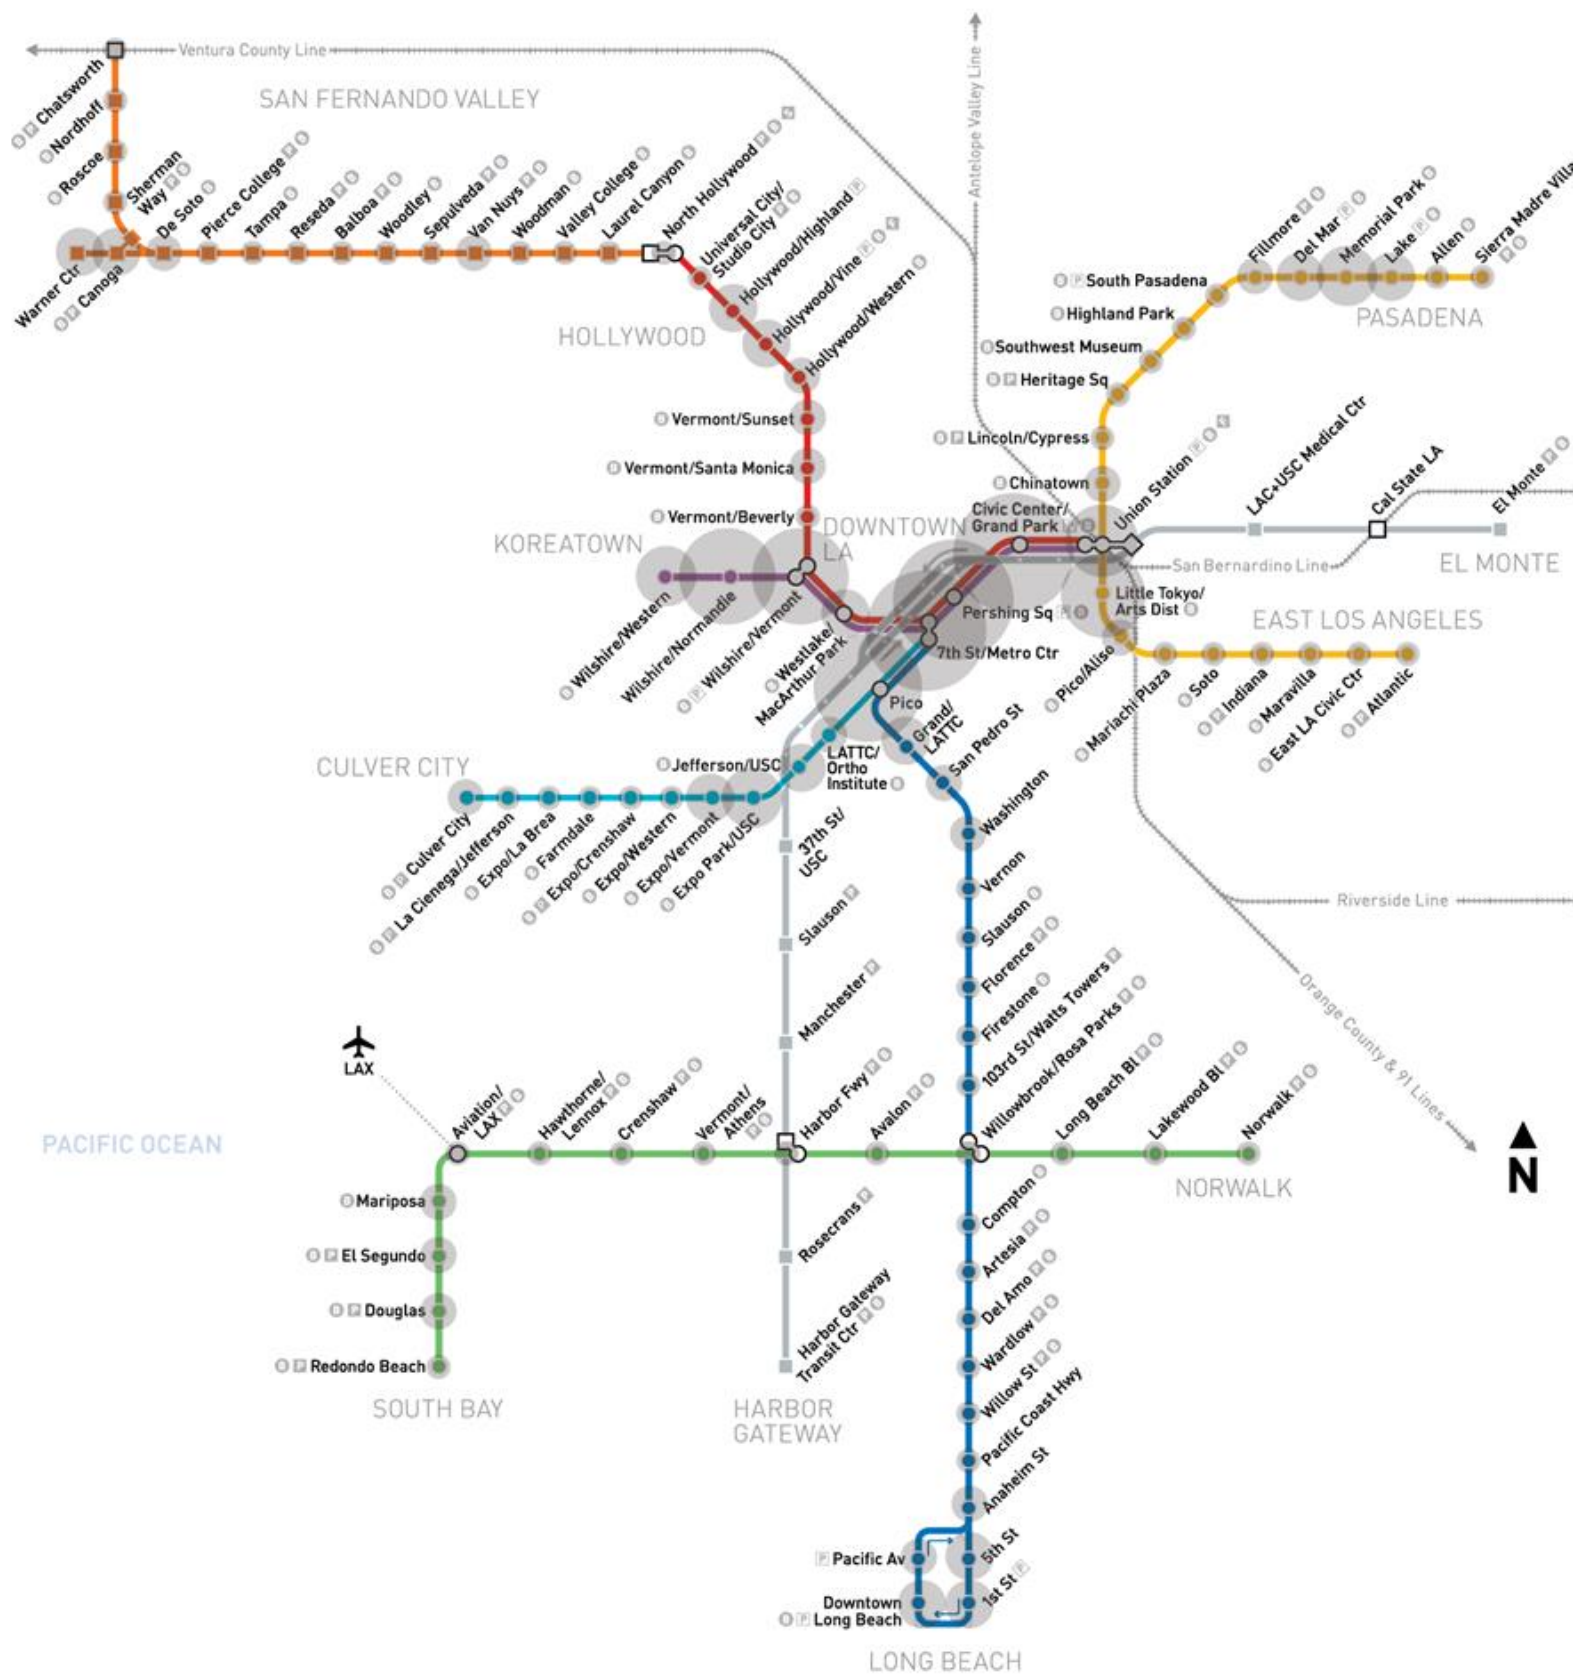 Ventura County Line
Antelope Valley Line
SAN FERNANDO VALLEY
Chatsworth
Nordhoff
Roscoe
Sherman
Way
De Soto
Pierce College
Tampa
Reseda
Balboa
Woodley
Sepulveda
Van Nuys
Woodman
Valley College
Laurel Canyon
North Hollywood
Warner Ctr
Canoga
Universal City/
Studio City
Hollywood/Highland
Hollywood/Vine
Hollywood/Western
HOLLYWOOD
Vermont/Sunset
Vermont/Santa Monica
Vermont/Beverly
KOREATOWN
DOWNTOWN
LA
Wilshire/Western
Wilshire/Normandie
Wilshire/Vermont
Westlake/
MacArthur Park
Civic Center/
Grand Park
Pershing Sq
7th St/Metro Ctr
Pico
Union Station
Fillmore
Del Mar
Memorial Park
Lake
Allen
Sierra Madre Villa
South Pasadena
Highland Park
Southwest Museum
Heritage Sq
Lincoln/Cypress
Chinatown
PASADENA
LAC+USC Medical Ctr
Cal State LA
El Monte
San Bernardino Line
EL MONTE
Little Tokyo/
Arts Dist
EAST LOS ANGELES
Pico/Aliso
Mariachi Plaza
Soto
Indiana
Maravilla
East LA Civic Ctr
Atlantic
CULVER CITY
Jefferson/USC
LATTC/
Ortho
Institute
Grand/
LATTC
San Pedro St
Washington
Culver City
La Cienega/Jefferson
Expo/La Brea
Farmdale
Expo/Crenshaw
Expo/Western
Expo/Vermont
Expo Park/USC
37th St/
USC
Slauson
Manchester
Vernon
Slauson
Florence
Firestone
103rd St/Watts Towers
Willowbrook/Rosa Parks
Riverside Line
Orange County & 91 Lines
LAX
Aviation/
LAX
Hawthorne/
Lennox
Crenshaw
Vermont/
Athens
Harbor Fwy
Avalon
Long Beach Bl
Lakewood Bl
Norwalk
PACIFIC OCEAN
NORWALK
N
Mariposa
El Segundo
Douglas
Redondo Beach
SOUTH BAY
Rosecrans
Harbor Gateway
Transit Ctr
HARBOR
GATEWAY
Compton
Artesia
Del Amo
Wardlow
Willow St
Pacific Coast Hwy
Anaheim St
Pacific Av
5th St
Downtown
Long Beach
1st St
LONG BEACH